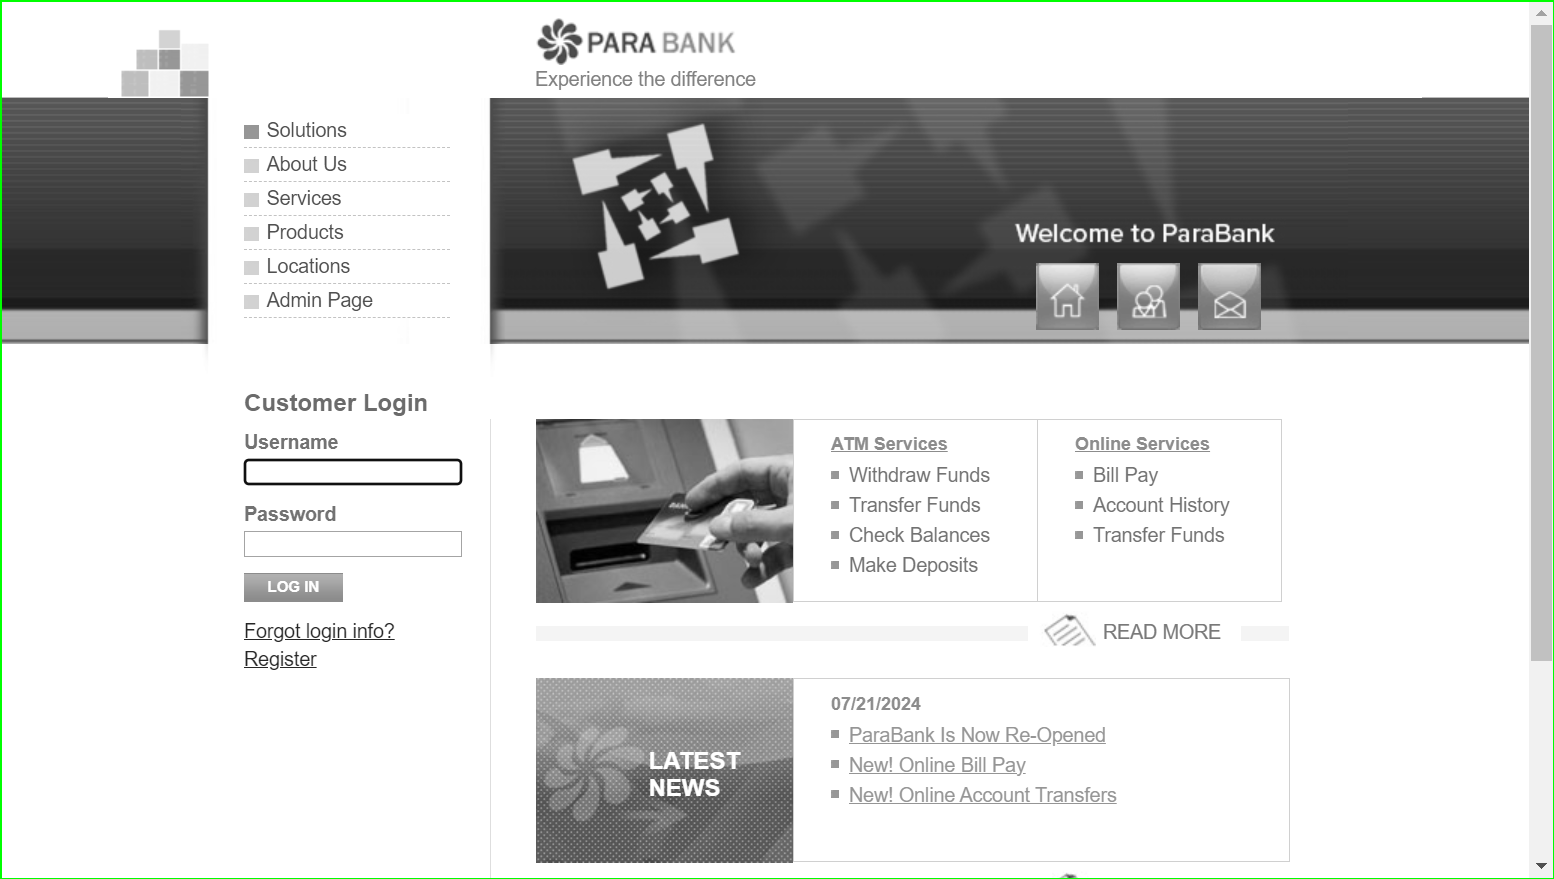 PARA BANK
Experience the difference
Solutions
About Us
Services
Products
Locations
Admin Page
Welcome to ParaBank
Customer Login
Username
Password
LOG IN
Forgot login info?
Register
ATM Services
Withdraw Funds
Transfer Funds
Check Balances
Make Deposits
Online Services
Bill Pay
Account History
Transfer Funds
READ MORE
LATEST
NEWS
07/21/2024
ParaBank Is Now Re-Opened
New! Online Bill Pay
New! Online Account Transfers